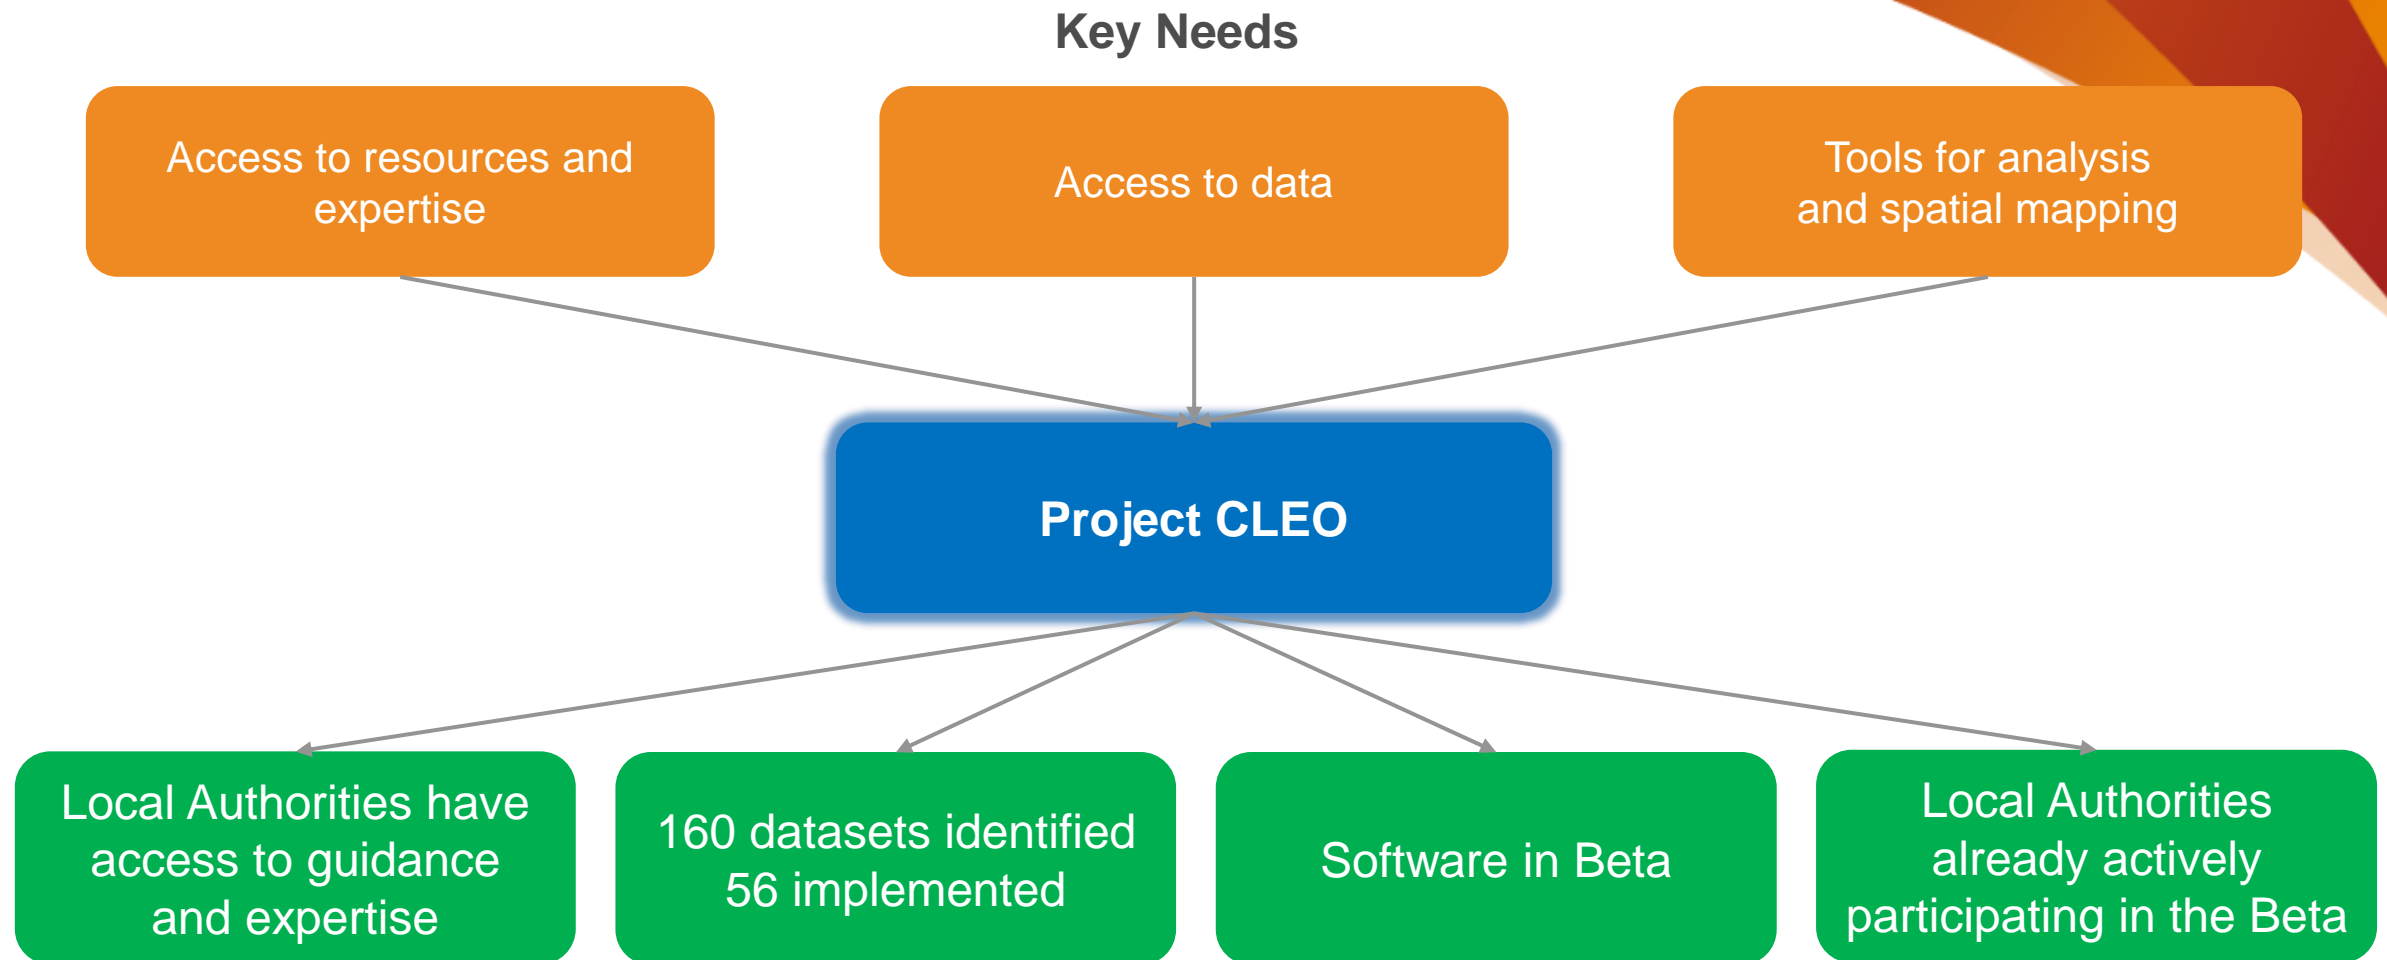 Key Needs
Access to resources and
expertise
Access to data
Tools for analysis
and spatial mapping
Project CLEO
Local Authorities have
access to guidance
and expertise
160 datasets identified
56 implemented
Software in Beta
Local Authorities
already actively
participating in the Beta